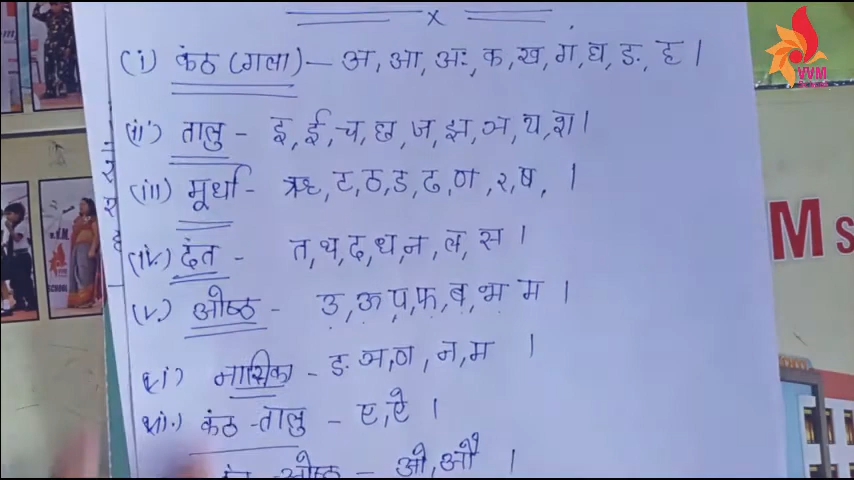 (i) कंठ (गला) – अ, आ, अः, क, ख, ग, घ, ङ, ह ।
(ii) तालु – इ, ई, च, छ, ज, झ, ञ, य, श ।
(iii) मूर्धा – ऋ, ट, ठ, ड, ढ, ण, र, ष, ।
(iv.) दंत – त, थ, द, ध, न, ल, स ।
(v.) ओष्ठ – उ, ऊ, प, फ, ब, भ म ।
vi) नासिका – ङ ञ, ण, न, म ।
vii.) कंठ -तालु – ए, ऐ ।
ओष्ठ – ओ, औ ।
VVM
M S